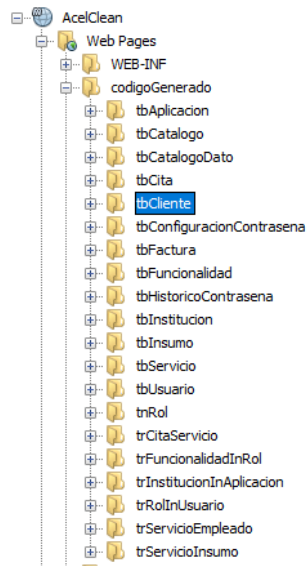 AcelClean
Web Pages
WEB-INF
codigoGenerado
tbAplicacion
tbCatalogo
tbCatalogoDato
tbCita
tbCliente
tbConfiguracionContrasena
tbFactura
tbFuncionalidad
tbHistoricoContrasena
tbInstitucion
tbInsumo
tbServicio
tbUsuario
tnRol
trCitaServicio
trFuncionalidadInRol
trInstitucionInAplicacion
trRolInUsuario
trServicioEmpleado
trServicioInsumo